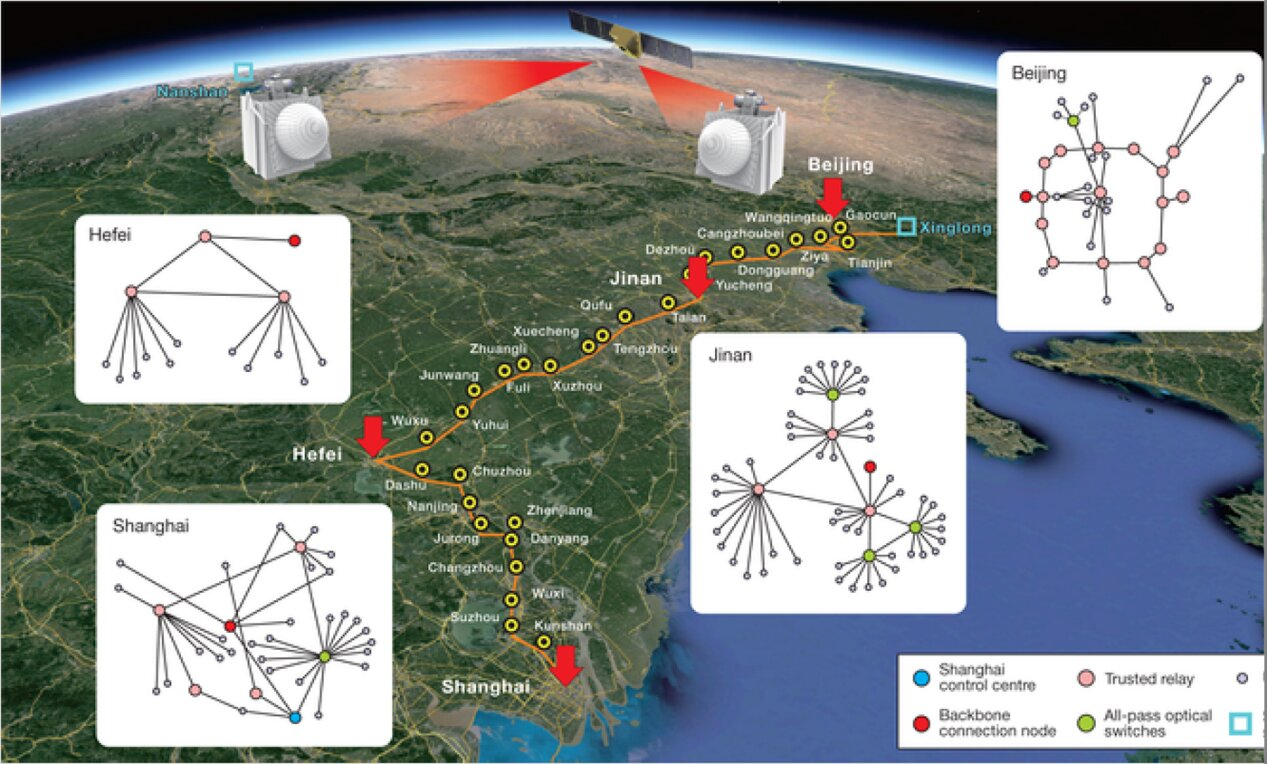 Nanshan
Beijing
Beijing
Wangqingtuo
Gaocun
Xinglong
Cangzhoubei
Dezhou
Ziya
Tianjin
Dongguang
Jinan
Yucheng
Hefei
Qufu
Taian
Xuecheng
Tengzhou
Zhuangli
Jinan
Fuli
Xuzhou
Junwang
Wuxu
Yuhui
Hefei
Dashu
Chuzhou
Nanjing
Zhenjiang
Shanghai
Jurong
Danyang
Changzhou
Wuxi
Suzhou
Kunshan
Shanghai
Shanghai
control centre
Trusted relay
Backbone
connection node
All-pass optical
switches